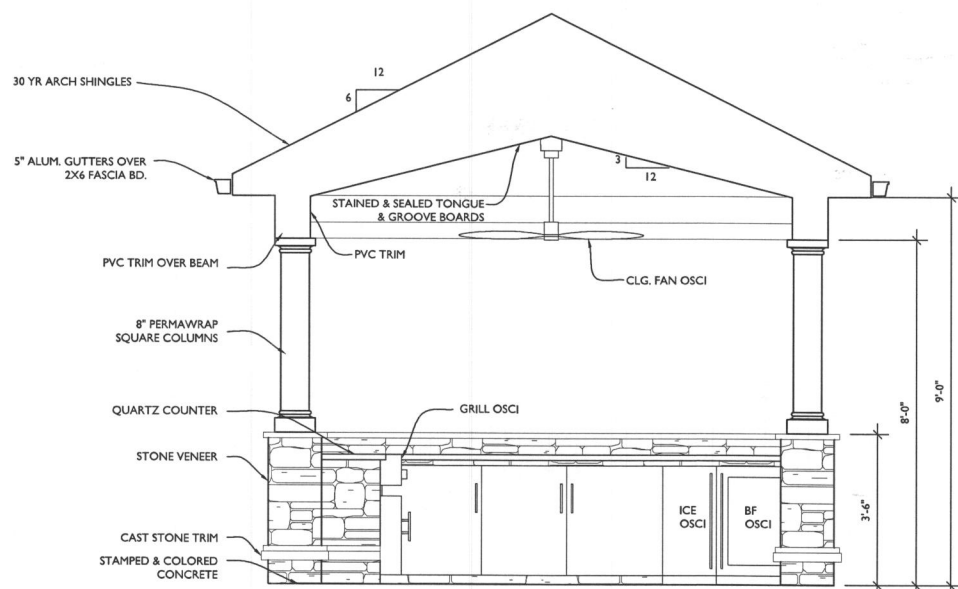 12
6
30 YR ARCH SHINGLES
5" ALUM. GUTTERS OVER
2X6 FASCIA BD.
3
12
STAINED & SEALED TONGUE
& GROOVE BOARDS
PVC TRIM OVER BEAM
PVC TRIM
CLG. FAN OSCI
8" PERMAWRAP
SQUARE COLUMNS
QUARTZ COUNTER
GRILL OSCI
STONE VENEER
ICE
OSCI
BF
OSCI
CAST STONE TRIM
STAMPED & COLORED
CONCRETE
3'-6"
8'-0"
9'-0"